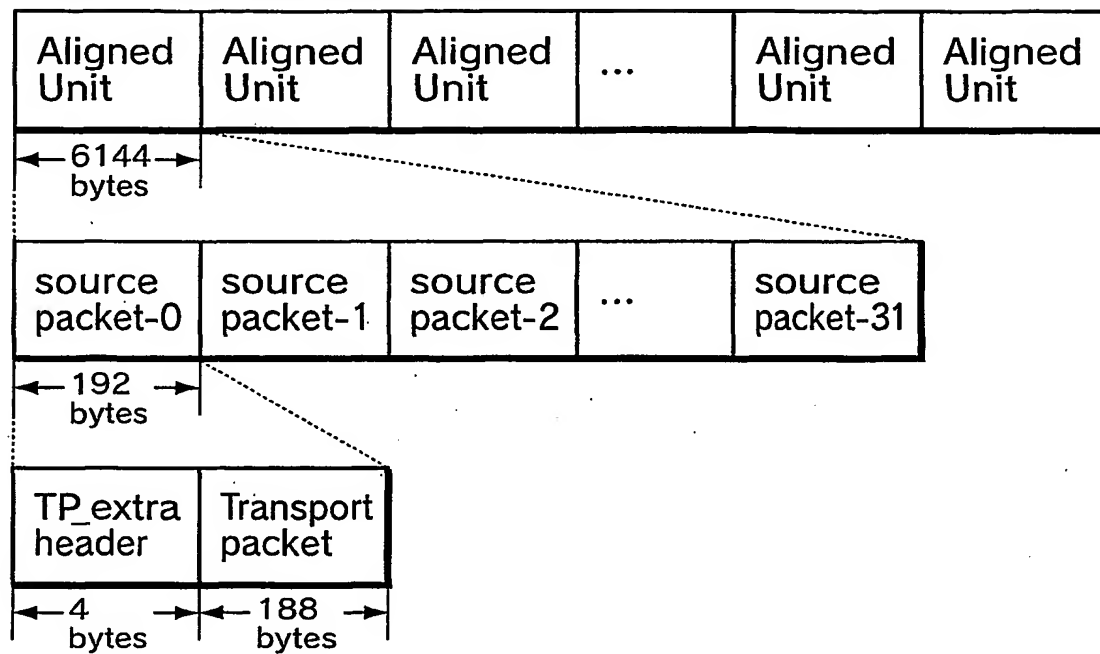 Aligned Unit Aligned Unit Aligned Unit ... Aligned Unit Aligned Unit
6144 bytes
source packet-0 source packet-1 source packet-2 ... source packet-31
192 bytes
TP_extra header Transport packet
4 bytes 188 bytes